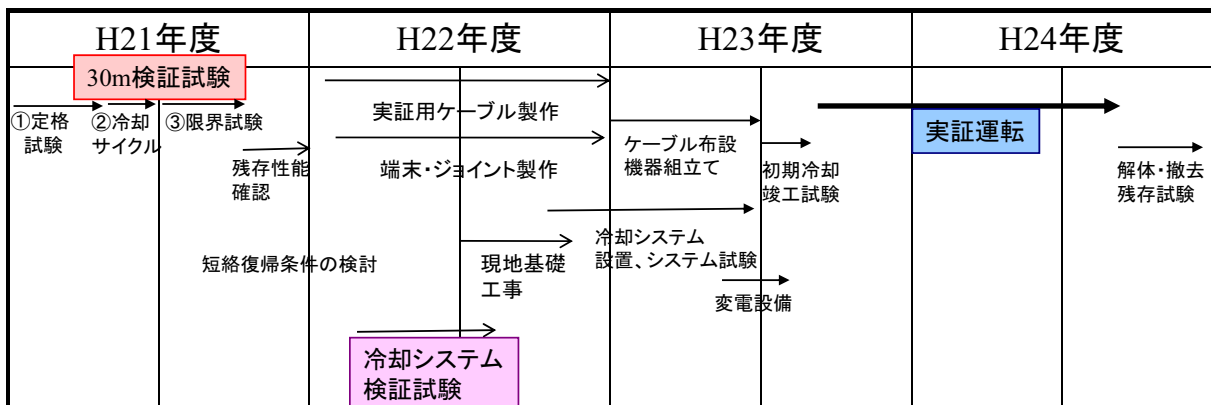 H21年度
H22年度
H23年度
H24年度
30m検証試験
①定格
試験
②冷却
サイクル
③限界試験
残存性能
確認
実証用ケーブル製作
端末・ジョイント製作
ケーブル布設
機器組立て
初期冷却
竣工試験
実証運転
解体・撤去
残存試験
短絡復帰条件の検討
現地基礎
工事
冷却システム
設置、システム試験
変電設備
冷却システム
検証試験